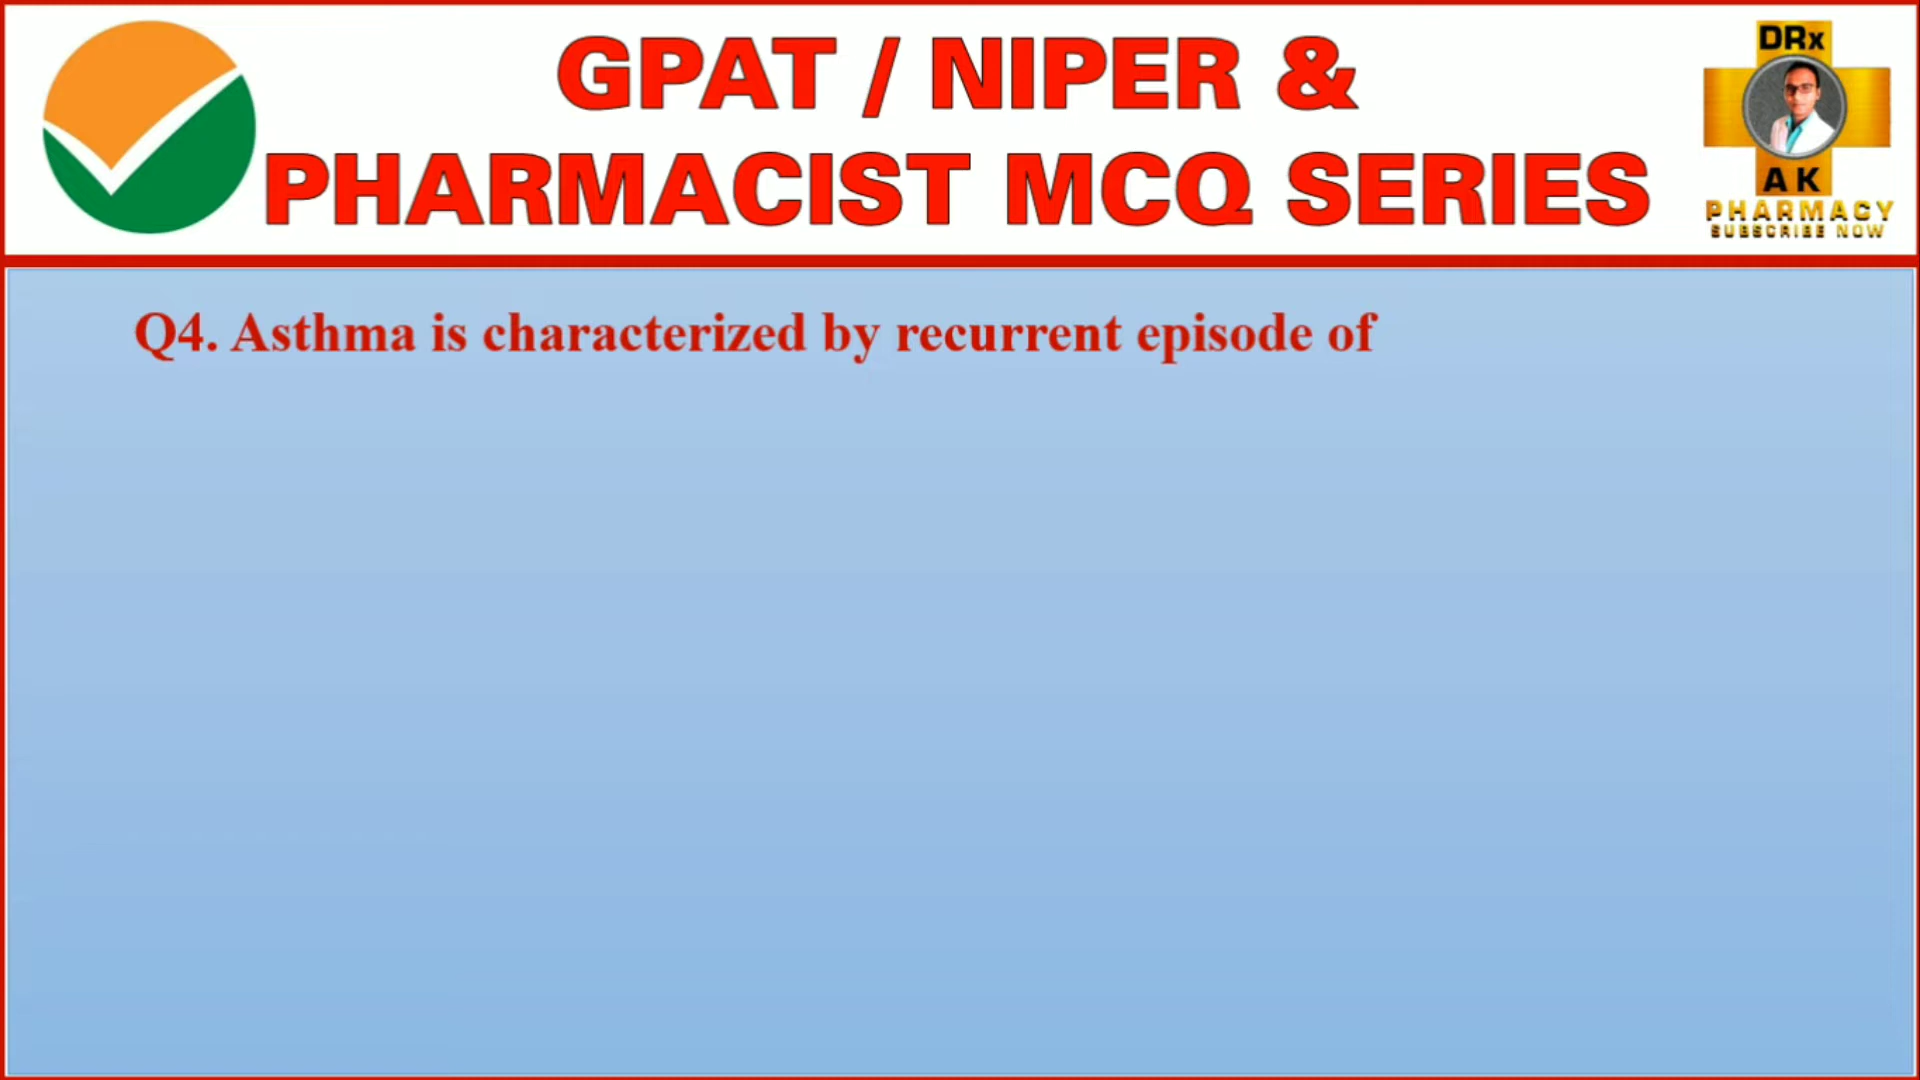 GPAT / NIPER &
PHARMACIST MCQ SERIES
DRx
AK
PHARMACY
SUBSCRIBE NOW
Q4. Asthma is characterized by recurrent episode of